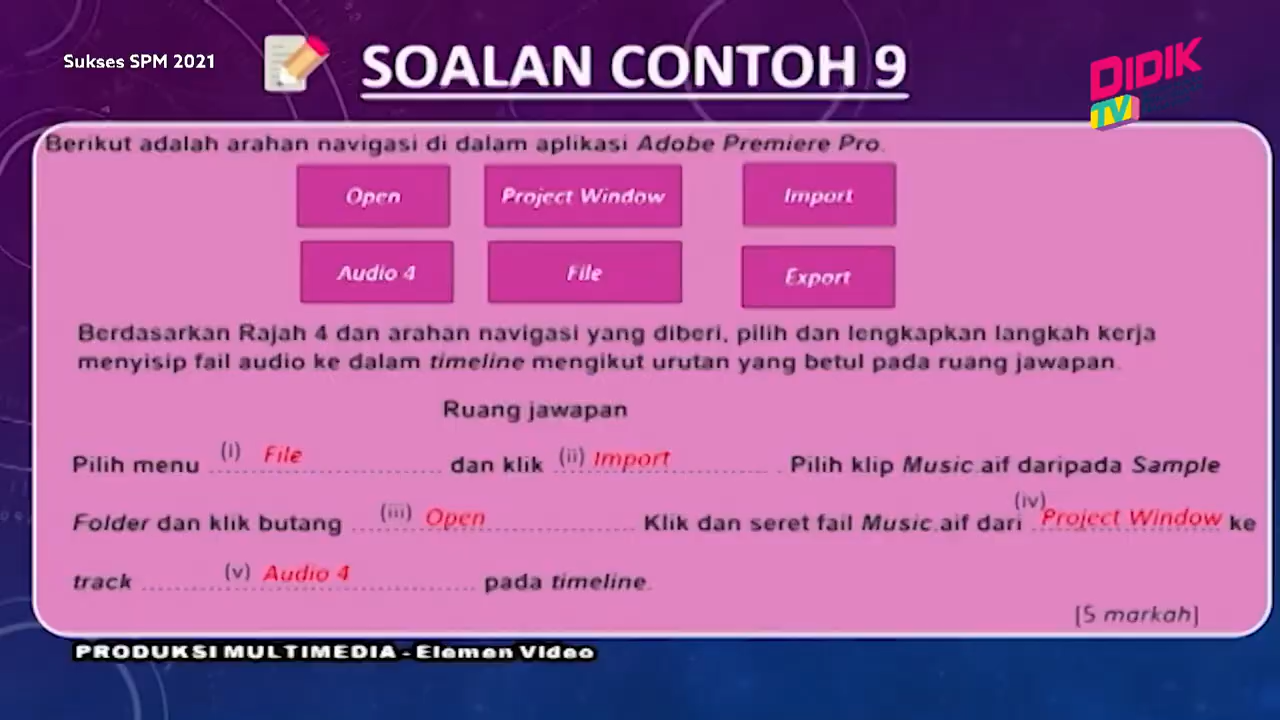 Sukses SPM 2021
SOALAN CONTOH 9
DIDIK
TV
Berikut adalah arahan navigasi di dalam aplikasi Adobe Premiere Pro.
Open
Project Window
Import
Audio 4
File
Export
Berdasarkan Rajah 4 dan arahan navigasi yang diberi, pilih dan lengkapkan langkah kerja
menyisip fail audio ke dalam timeline mengikut urutan yang betul pada ruang jawapan.
Ruang jawapan
Pilih menu (i) File dan klik (ii) Import. Pilih klip Music.aif daripada Sample
Folder dan klik butang (iii) Open. Klik dan seret fail Music.aif dari (iv) Project Window ke
track (v) Audio 4 pada timeline.
[5 markah]
PRODUKSI MULTIMEDIA - Elemen Video